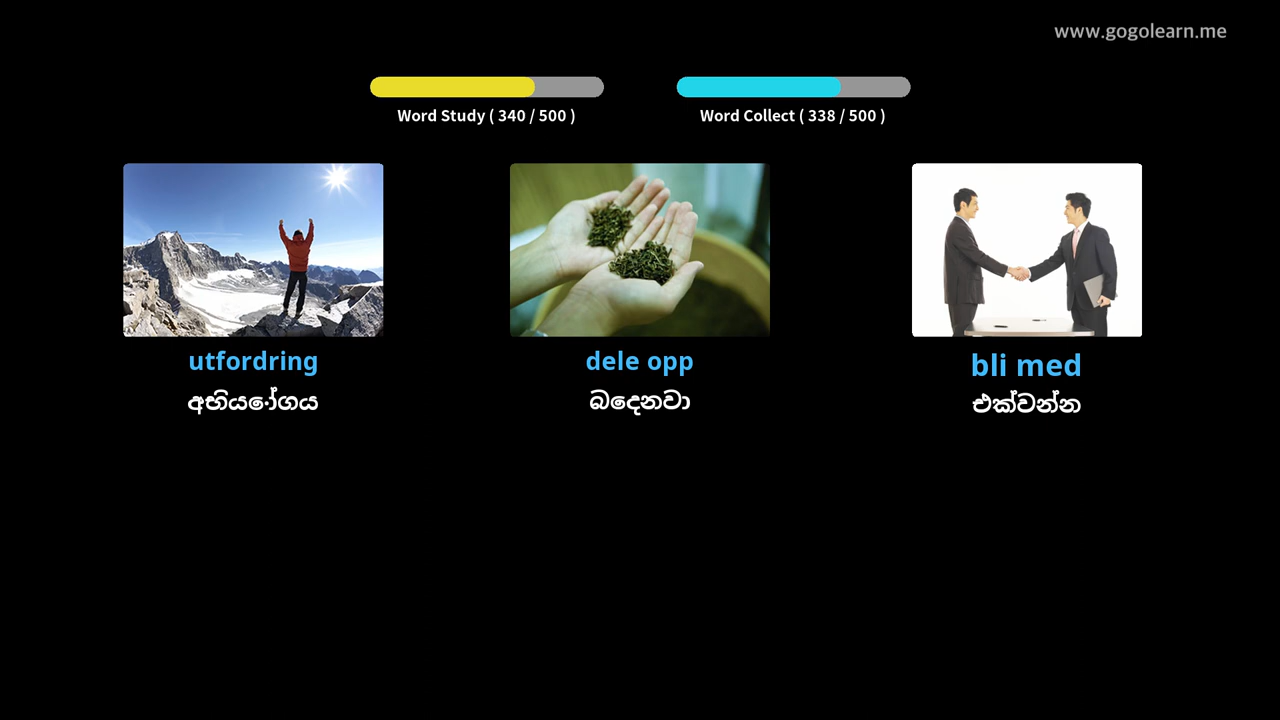 www.gogolearn.me
Word Study ( 340 / 500 )
Word Collect ( 338 / 500 )
utfordring
අභියෝගය
dele opp
බෙදනවා
bli med
එක්වන්න